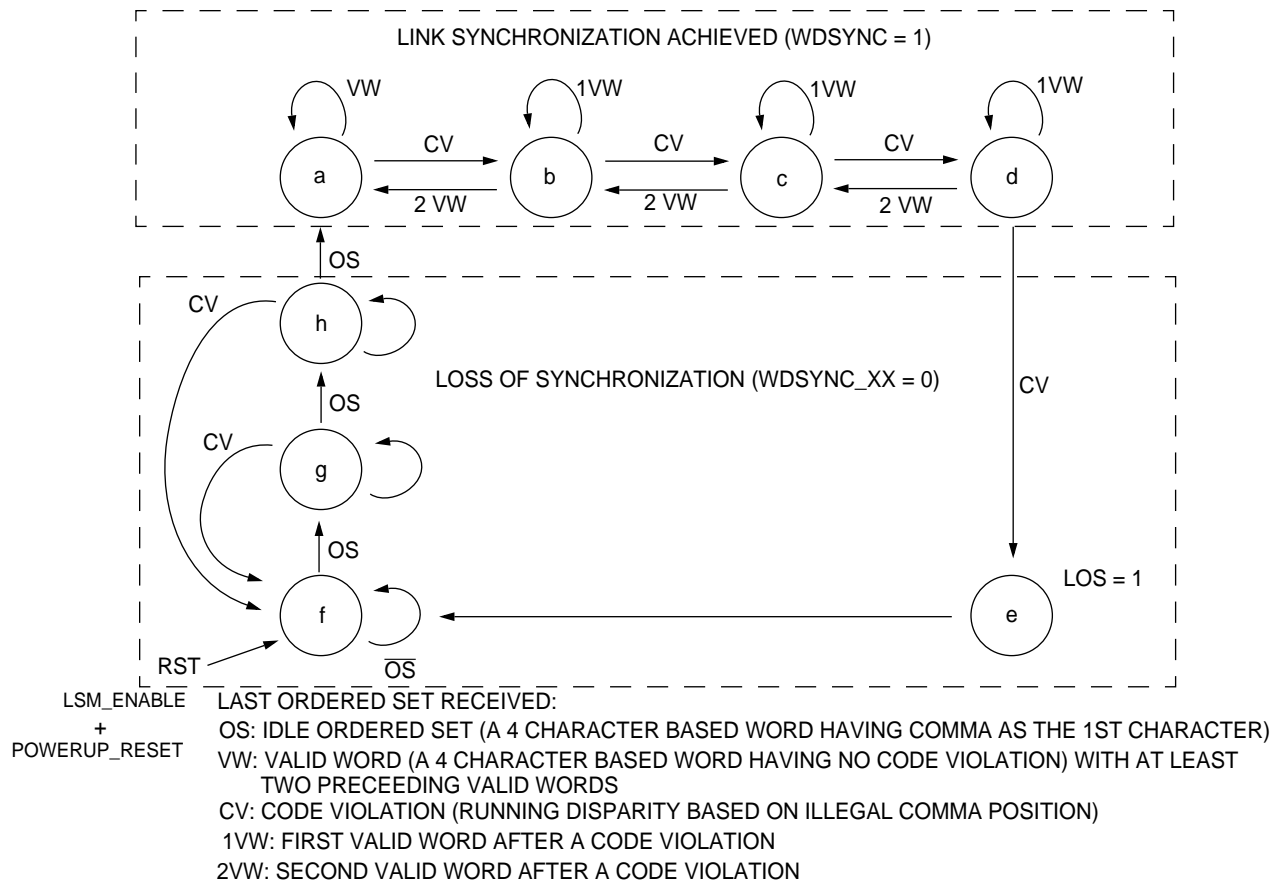 LINK SYNCHRONIZATION ACHIEVED (WDSYNC = 1)
VW
1VW
1VW
1VW
CV
CV
CV
a
b
c
d
2 VW
2 VW
2 VW
OS
CV
h
LOSS OF SYNCHRONIZATION (WDSYNC_XX = 0)
CV
OS
CV
g
OS
LOS = 1
f
e
RST
OS
LSM_ENABLE
+
POWERUP_RESET
LAST ORDERED SET RECEIVED:
OS: IDLE ORDERED SET (A 4 CHARACTER BASED WORD HAVING COMMA AS THE 1ST CHARACTER)
VW: VALID WORD (A 4 CHARACTER BASED WORD HAVING NO CODE VIOLATION) WITH AT LEAST
TWO PRECEEDING VALID WORDS
CV: CODE VIOLATION (RUNNING DISPARITY BASED ON ILLEGAL COMMA POSITION)
1VW: FIRST VALID WORD AFTER A CODE VIOLATION
2VW: SECOND VALID WORD AFTER A CODE VIOLATION